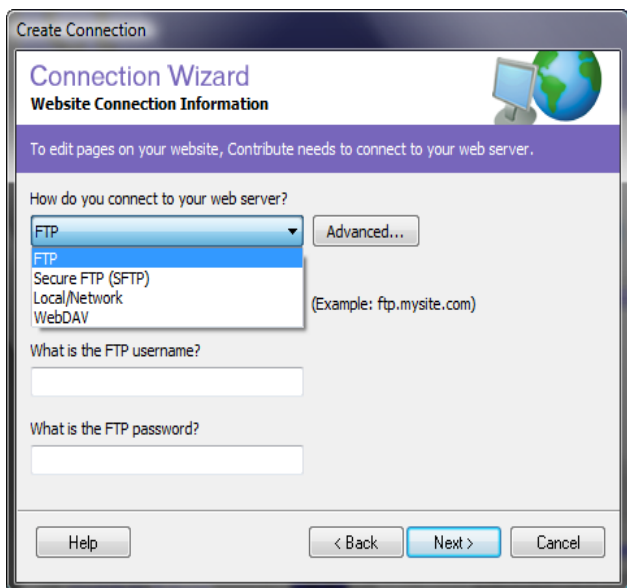 Create Connection
Connection Wizard
Website Connection Information
To edit pages on your website, Contribute needs to connect to your web server.
How do you connect to your web server?
FTP
Advanced...
FTP
Secure FTP (SFTP)
Local/Network
WebDAV
(Example: ftp.mysite.com)
What is the FTP username?
What is the FTP password?
Help
< Back
Next >
Cancel